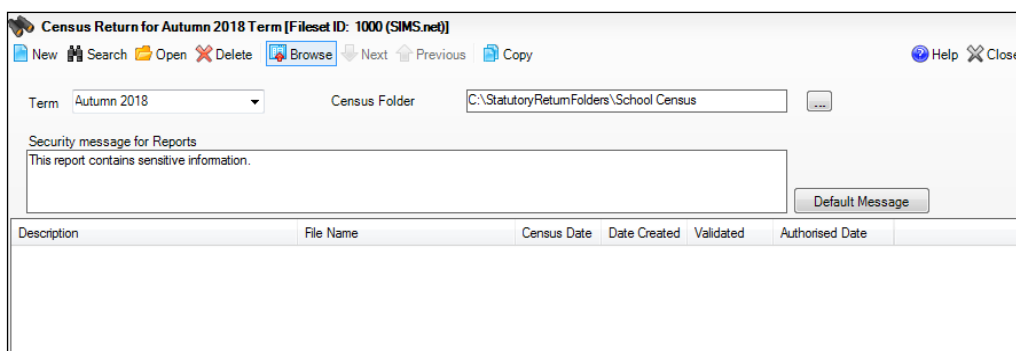 Census Return for Autumn 2018 Term [Fileset ID: 1000 (SIMS.net)]
New Search Open Delete Browse Next Previous Copy Help Close
Term Autumn 2018 Census Folder C:\StatutoryReturnFolders\School Census ...
Security message for Reports
This report contains sensitive information.
Default Message
Description File Name Census Date Date Created Validated Authorised Date